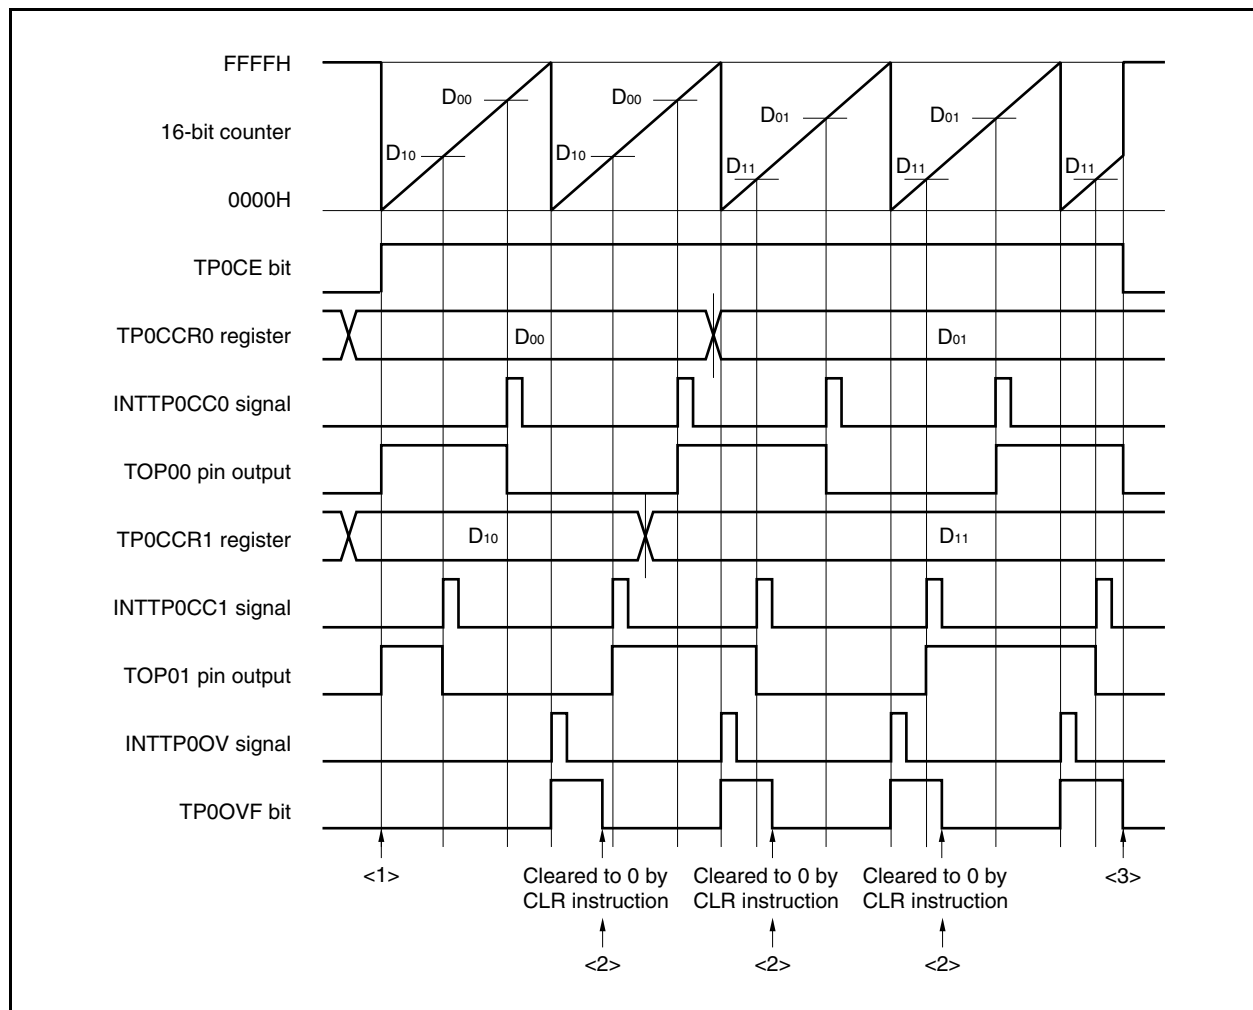 FFFFH
D00 D00 D01 D01
16-bit counter
D10 D10 D11 D11 D11
0000H
TP0CE bit
TP0CCR0 register D00 D01
INTTP0CC0 signal
TOP00 pin output
TP0CCR1 register D10 D11
INTTP0CC1 signal
TOP01 pin output
INTTP0OV signal
TP0OVF bit
<1> Cleared to 0 by Cleared to 0 by Cleared to 0 by <3>
CLR instruction CLR instruction CLR instruction
<2> <2> <2>